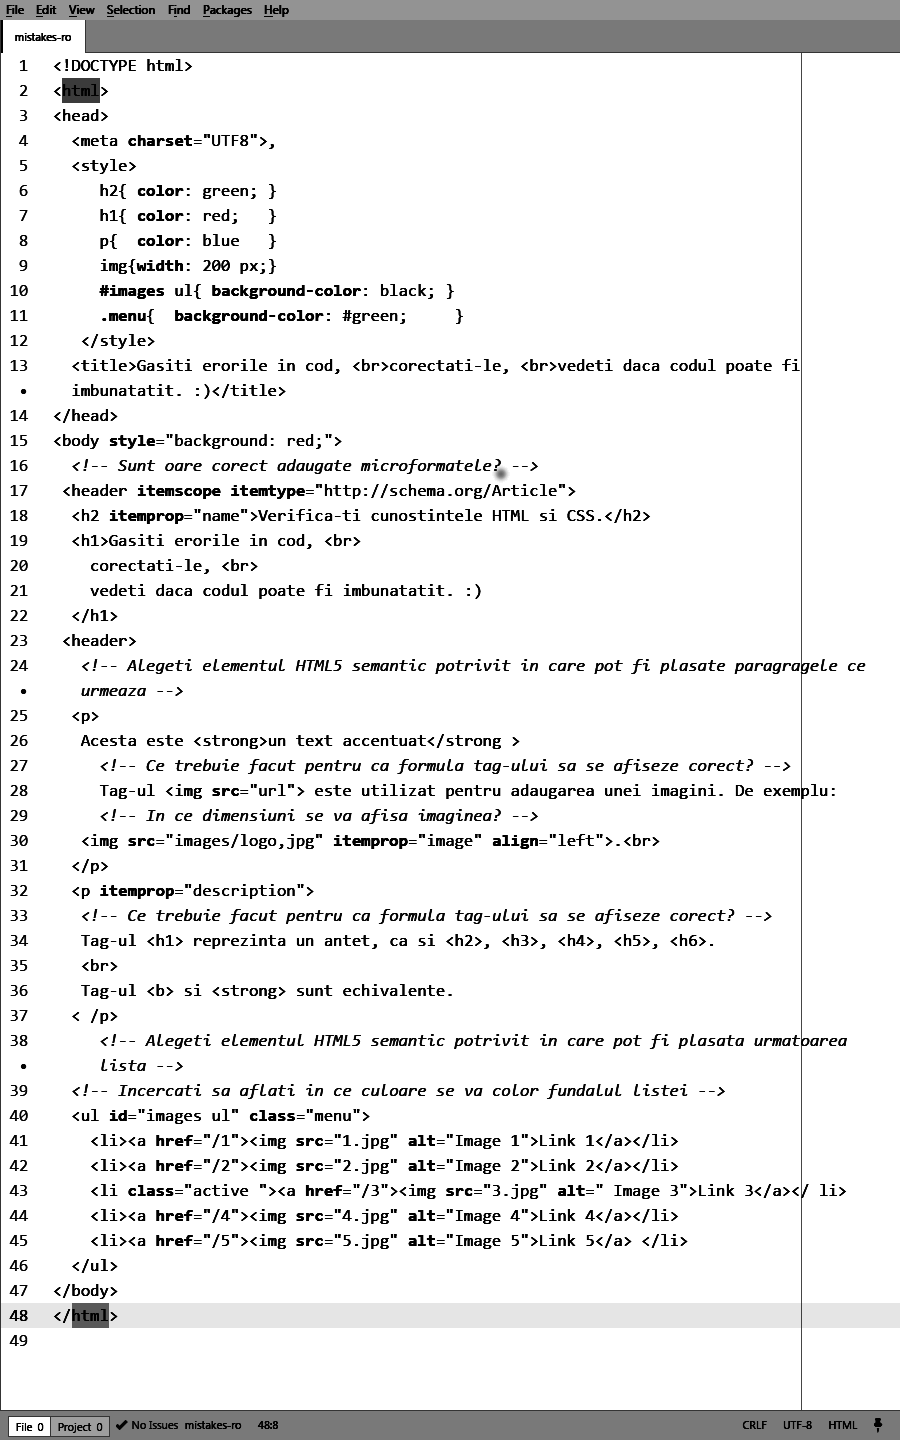 File Edit View Selection Find Packages Help
mistakes-ro
1 <!DOCTYPE html>
2 <html>
3 <head>
4 <meta charset="UTF8">,
5 <style>
6 h2{ color: green; }
7 h1{ color: red; }
8 p{ color: blue }
9 img{width: 200 px;}
10 #images ul{ background-color: black; }
11 .menu{ background-color: #green; }
12 </style>
13 <title>Gasiti erorile in cod, <br>corectati-le, <br>vedeti daca codul poate fi
• imbunatatit. :)</title>
14 </head>
15 <body style="background: red;">
16 <!-- Sunt oare corect adaugate microformatele? -->
17 <header itemscope itemtype="http://schema.org/Article">
18 <h2 itemprop="name">Verifica-ti cunostintele HTML si CSS.</h2>
19 <h1>Gasiti erorile in cod, <br>
20 corectati-le, <br>
21 vedeti daca codul poate fi imbunatatit. :)
22 </h1>
23 <header>
24 <!-- Alegeti elementul HTML5 semantic potrivit in care pot fi plasate paragragele ce
• urmeaza -->
25 <p>
26 Acesta este <strong>un text accentuat</strong >
27 <!-- Ce trebuie facut pentru ca formula tag-ului sa se afiseze corect? -->
28 Tag-ul <img src="url"> este utilizat pentru adaugarea unei imagini. De exemplu:
29 <!-- In ce dimensiuni se va afisa imaginea? -->
30 <img src="images/logo,jpg" itemprop="image" align="left">.<br>
31 </p>
32 <p itemprop="description">
33 <!-- Ce trebuie facut pentru ca formula tag-ului sa se afiseze corect? -->
34 Tag-ul <h1> reprezinta un antet, ca si <h2>, <h3>, <h4>, <h5>, <h6>.
35 <br>
36 Tag-ul <b> si <strong> sunt echivalente.
37 < /p>
38 <!-- Alegeti elementul HTML5 semantic potrivit in care pot fi plasata urmatoarea
• lista -->
39 <!-- Incercati sa aflati in ce culoare se va color fundalul listei -->
40 <ul id="images ul" class="menu">
41 <li><a href="/1"><img src="1.jpg" alt="Image 1">Link 1</a></li>
42 <li><a href="/2"><img src="2.jpg" alt="Image 2">Link 2</a></li>
43 <li class="active "><a href="/3"><img src="3.jpg" alt=" Image 3">Link 3</a></ li>
44 <li><a href="/4"><img src="4.jpg" alt="Image 4">Link 4</a></li>
45 <li><a href="/5"><img src="5.jpg" alt="Image 5">Link 5</a> </li>
46 </ul>
47 </body>
48 </html>
49
File 0 Project 0 No Issues mistakes-ro 48:8 CRLF UTF-8 HTML